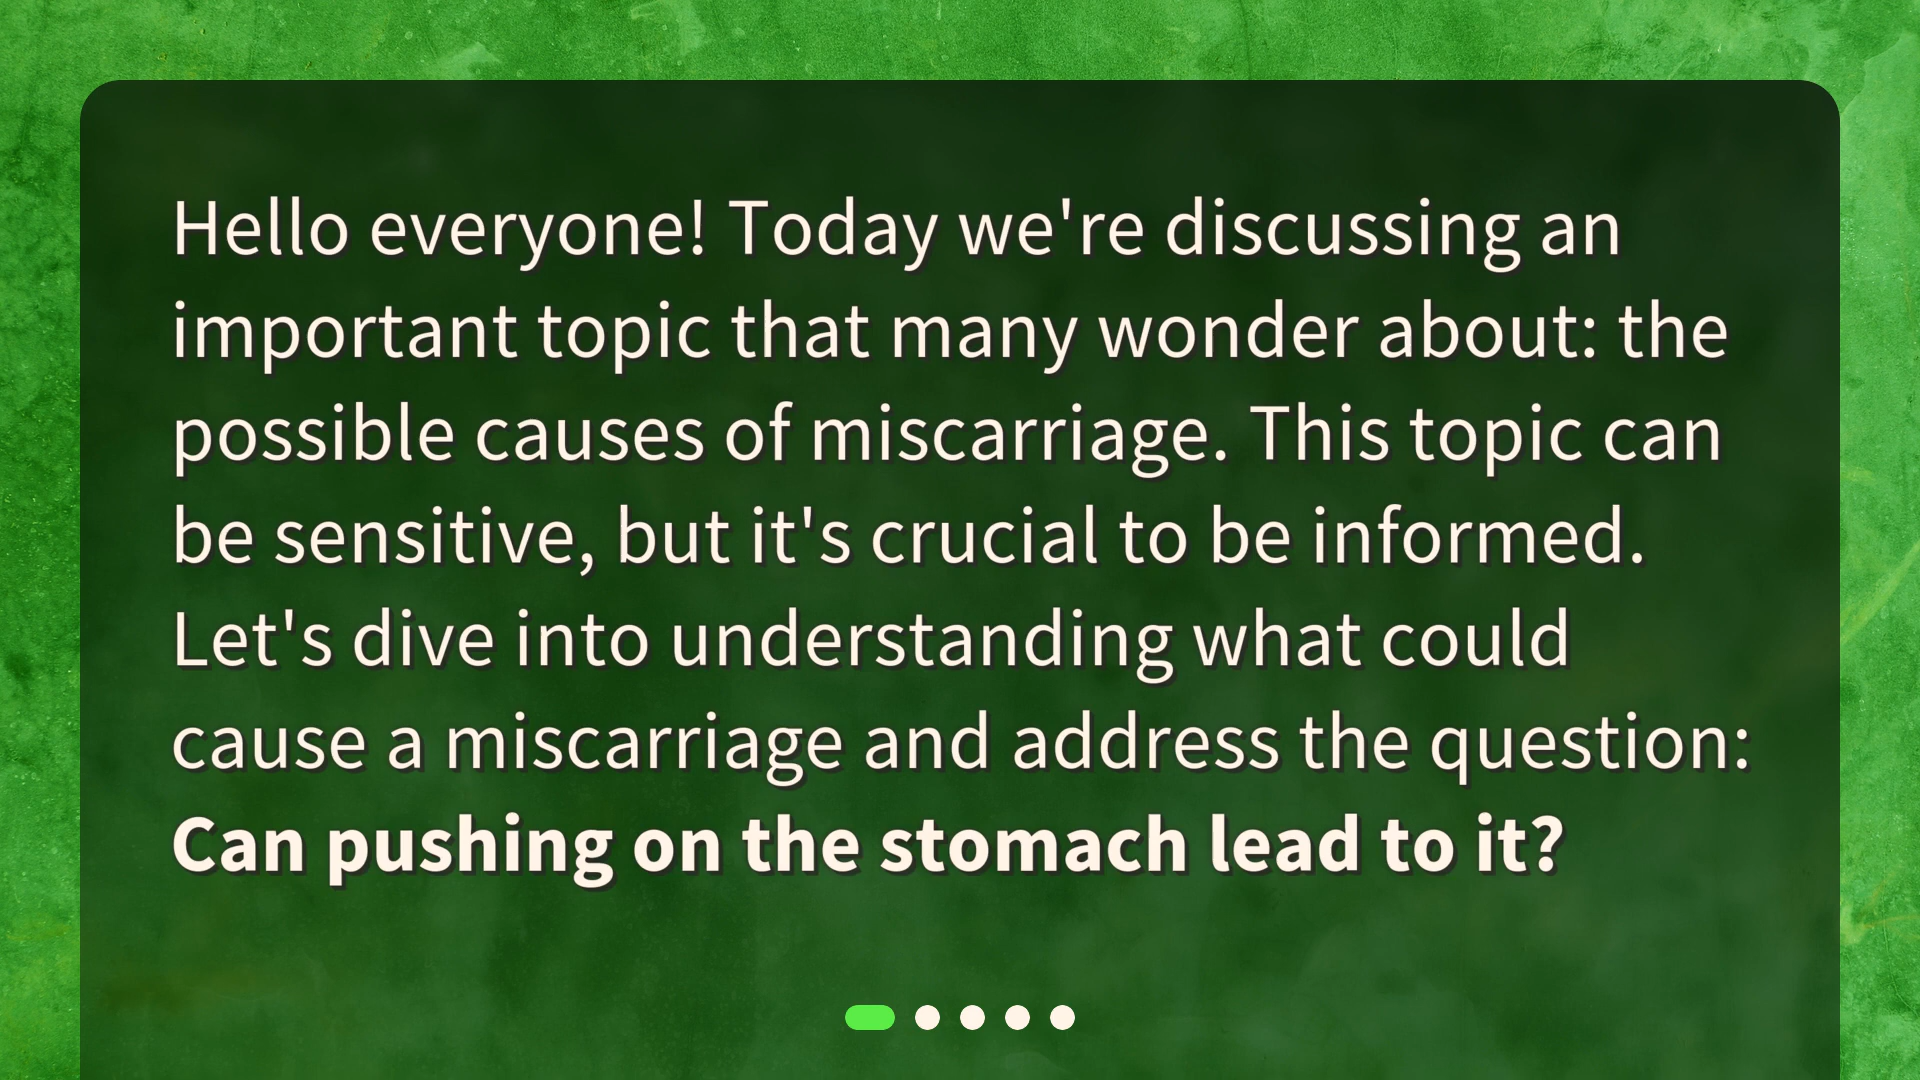 Hello everyone! Today we're discussing an
important topic that many wonder about: the
possible causes of miscarriage. This topic can
be sensitive, but it's crucial to be informed.
Let's dive into understanding what could
cause a miscarriage and address the question:
Can pushing on the stomach lead to it?